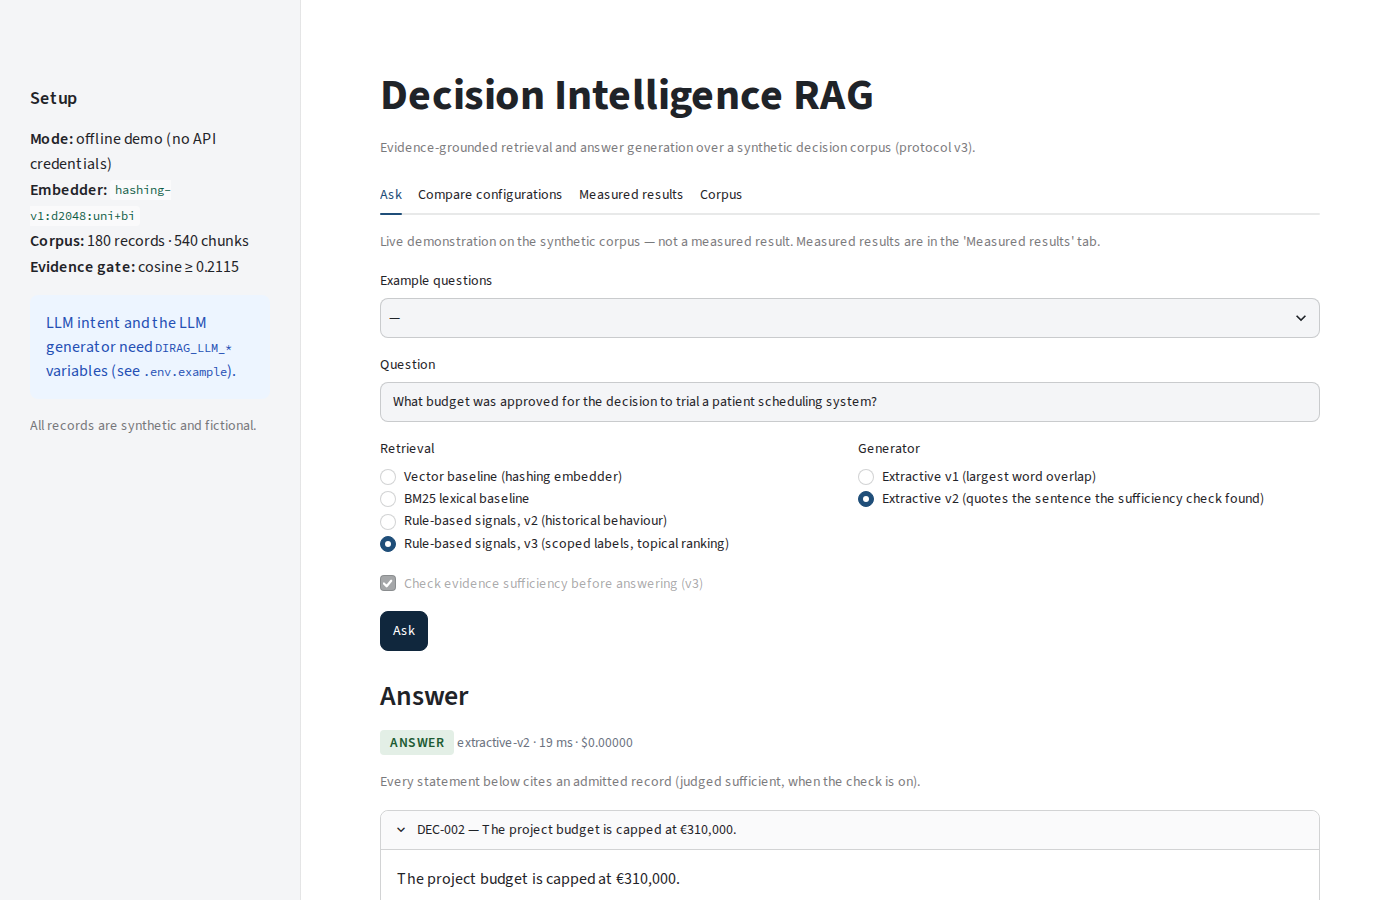 Setup
Mode: offline demo (no API
credentials)
Embedder: hashing-
v1:d2048:uni+bi
Corpus: 180 records · 540 chunks
Evidence gate: cosine ≥ 0.2115
LLM intent and the LLM
generator need DIRAG_LLM_*
variables (see .env.example).
All records are synthetic and fictional.
Decision Intelligence RAG
Evidence-grounded retrieval and answer generation over a synthetic decision corpus (protocol v3).
Ask Compare configurations Measured results Corpus
Live demonstration on the synthetic corpus — not a measured result. Measured results are in the 'Measured results' tab.
Example questions
—
Question
What budget was approved for the decision to trial a patient scheduling system?
Retrieval
Vector baseline (hashing embedder)
BM25 lexical baseline
Rule-based signals, v2 (historical behaviour)
Rule-based signals, v3 (scoped labels, topical ranking)
Generator
Extractive v1 (largest word overlap)
Extractive v2 (quotes the sentence the sufficiency check found)
Check evidence sufficiency before answering (v3)
Ask
Answer
ANSWER extractive-v2 · 19 ms · $0.00000
Every statement below cites an admitted record (judged sufficient, when the check is on).
DEC-002 — The project budget is capped at €310,000.
The project budget is capped at €310,000.